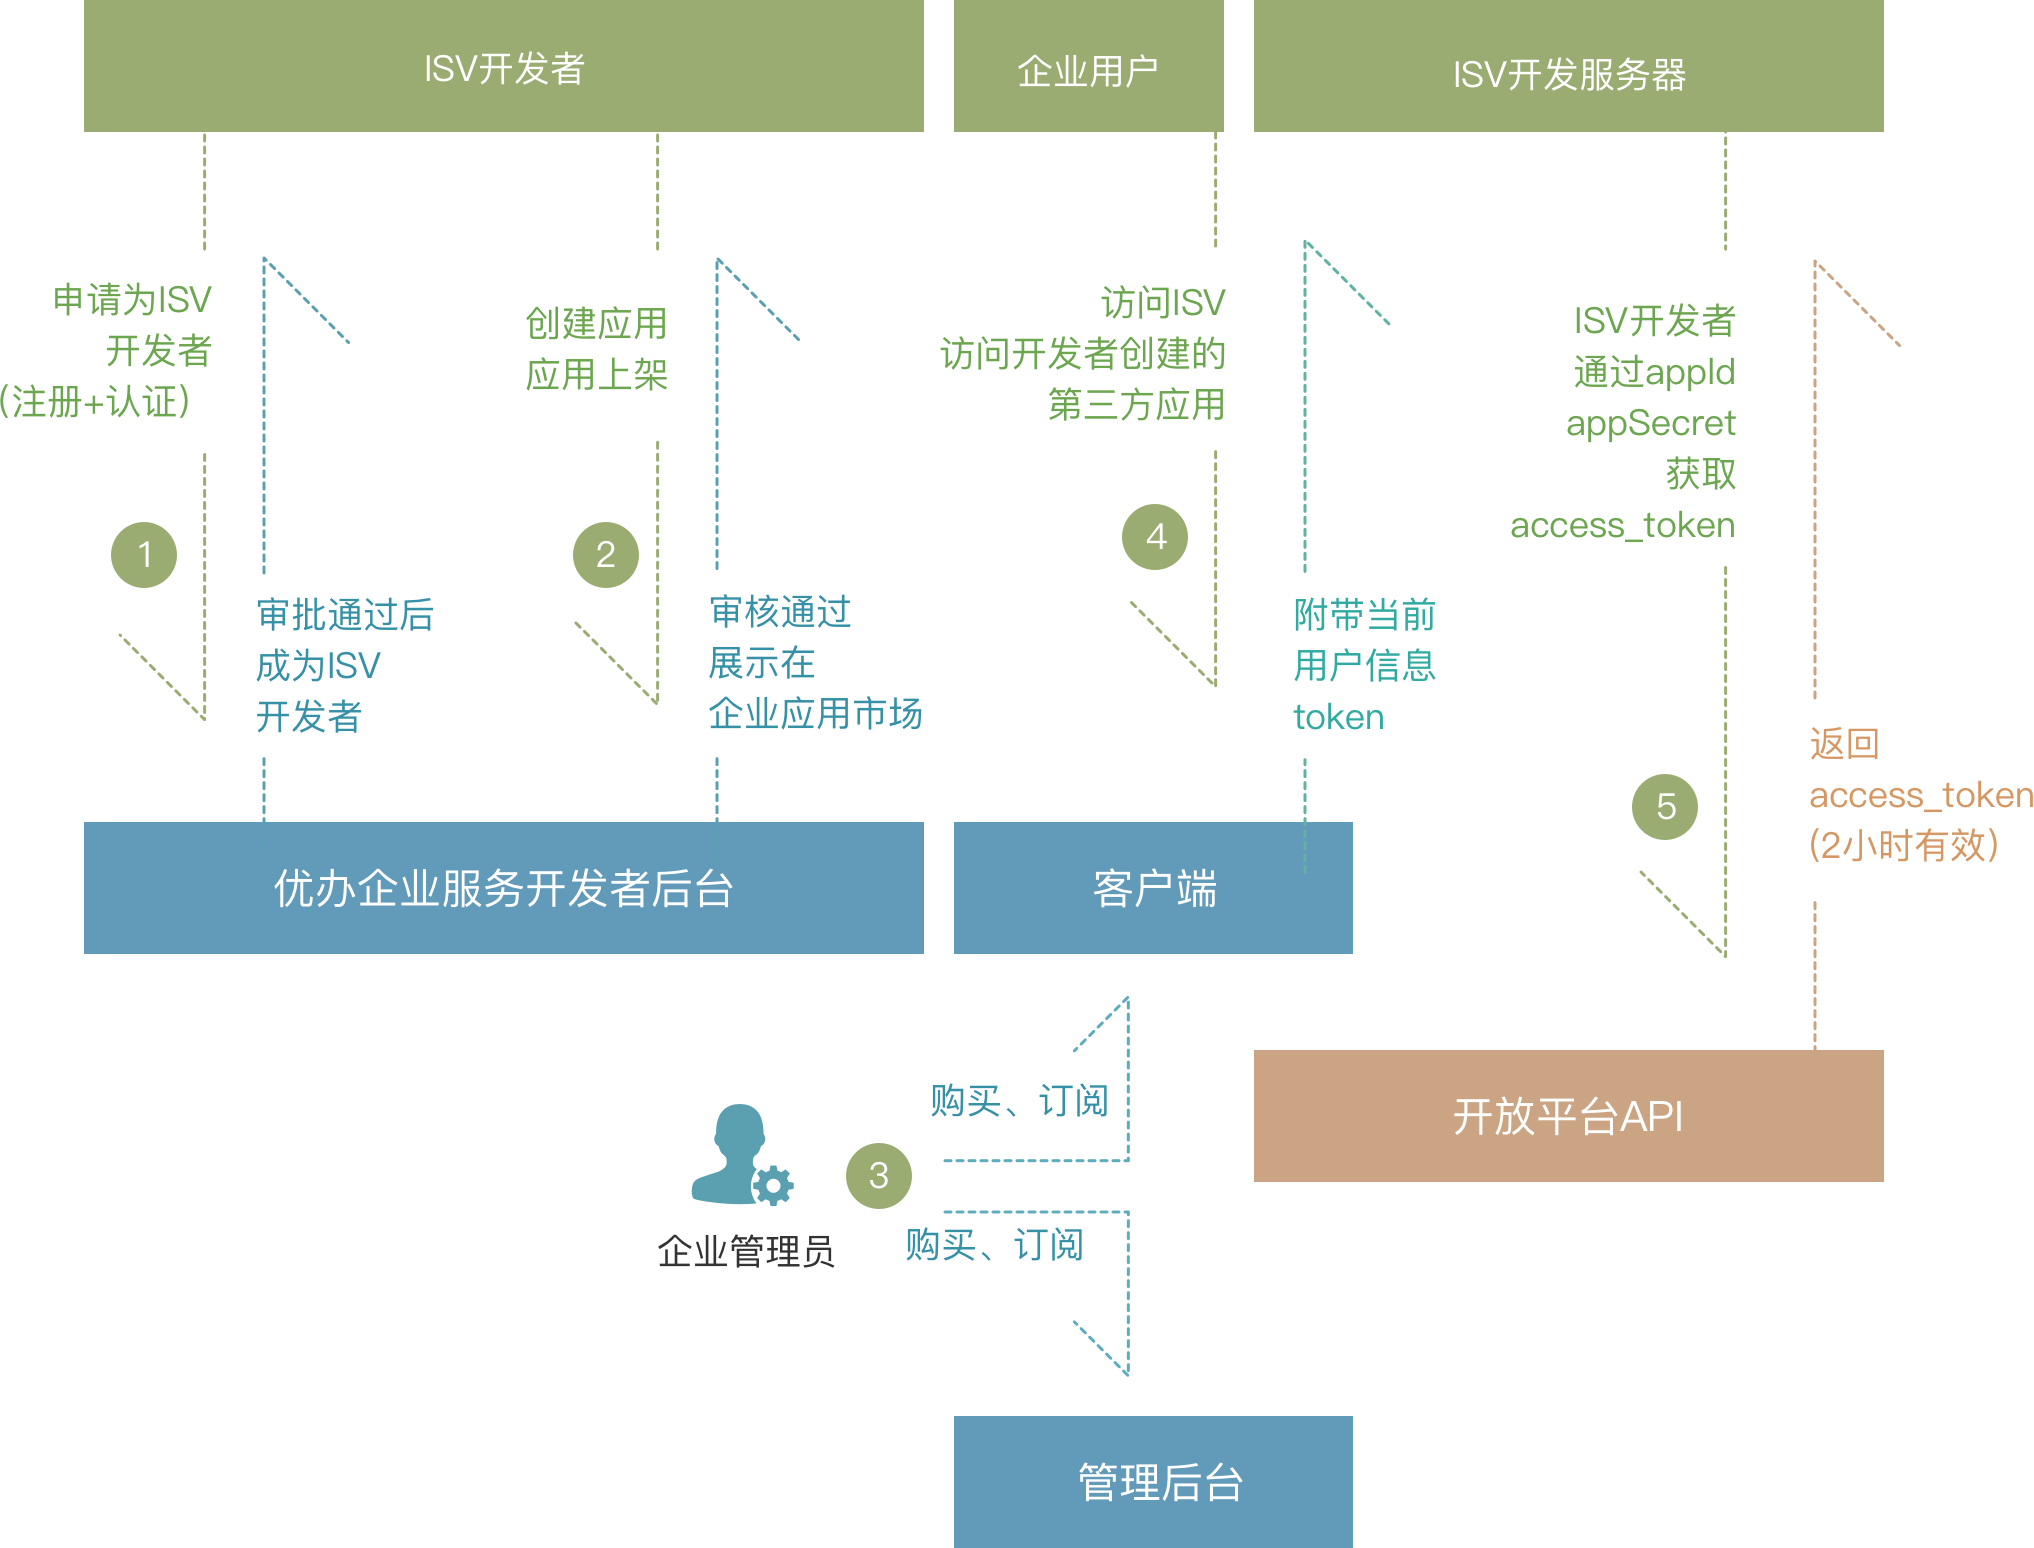 ISV开发者
企业用户
ISV开发服务器
申请为ISV
开发者
(注册+认证)
1
审批通过后
成为ISV
开发者
创建应用
应用上架
2
审核通过
展示在
企业应用市场
访问ISV
访问开发者创建的
第三方应用
4
附带当前
用户信息
token
ISV开发者
通过appId
appSecret
获取
access_token
5
返回
access_token
(2小时有效)
优办企业服务开发者后台
客户端
购买、订阅
3
购买、订阅
企业管理员
开放平台API
管理后台